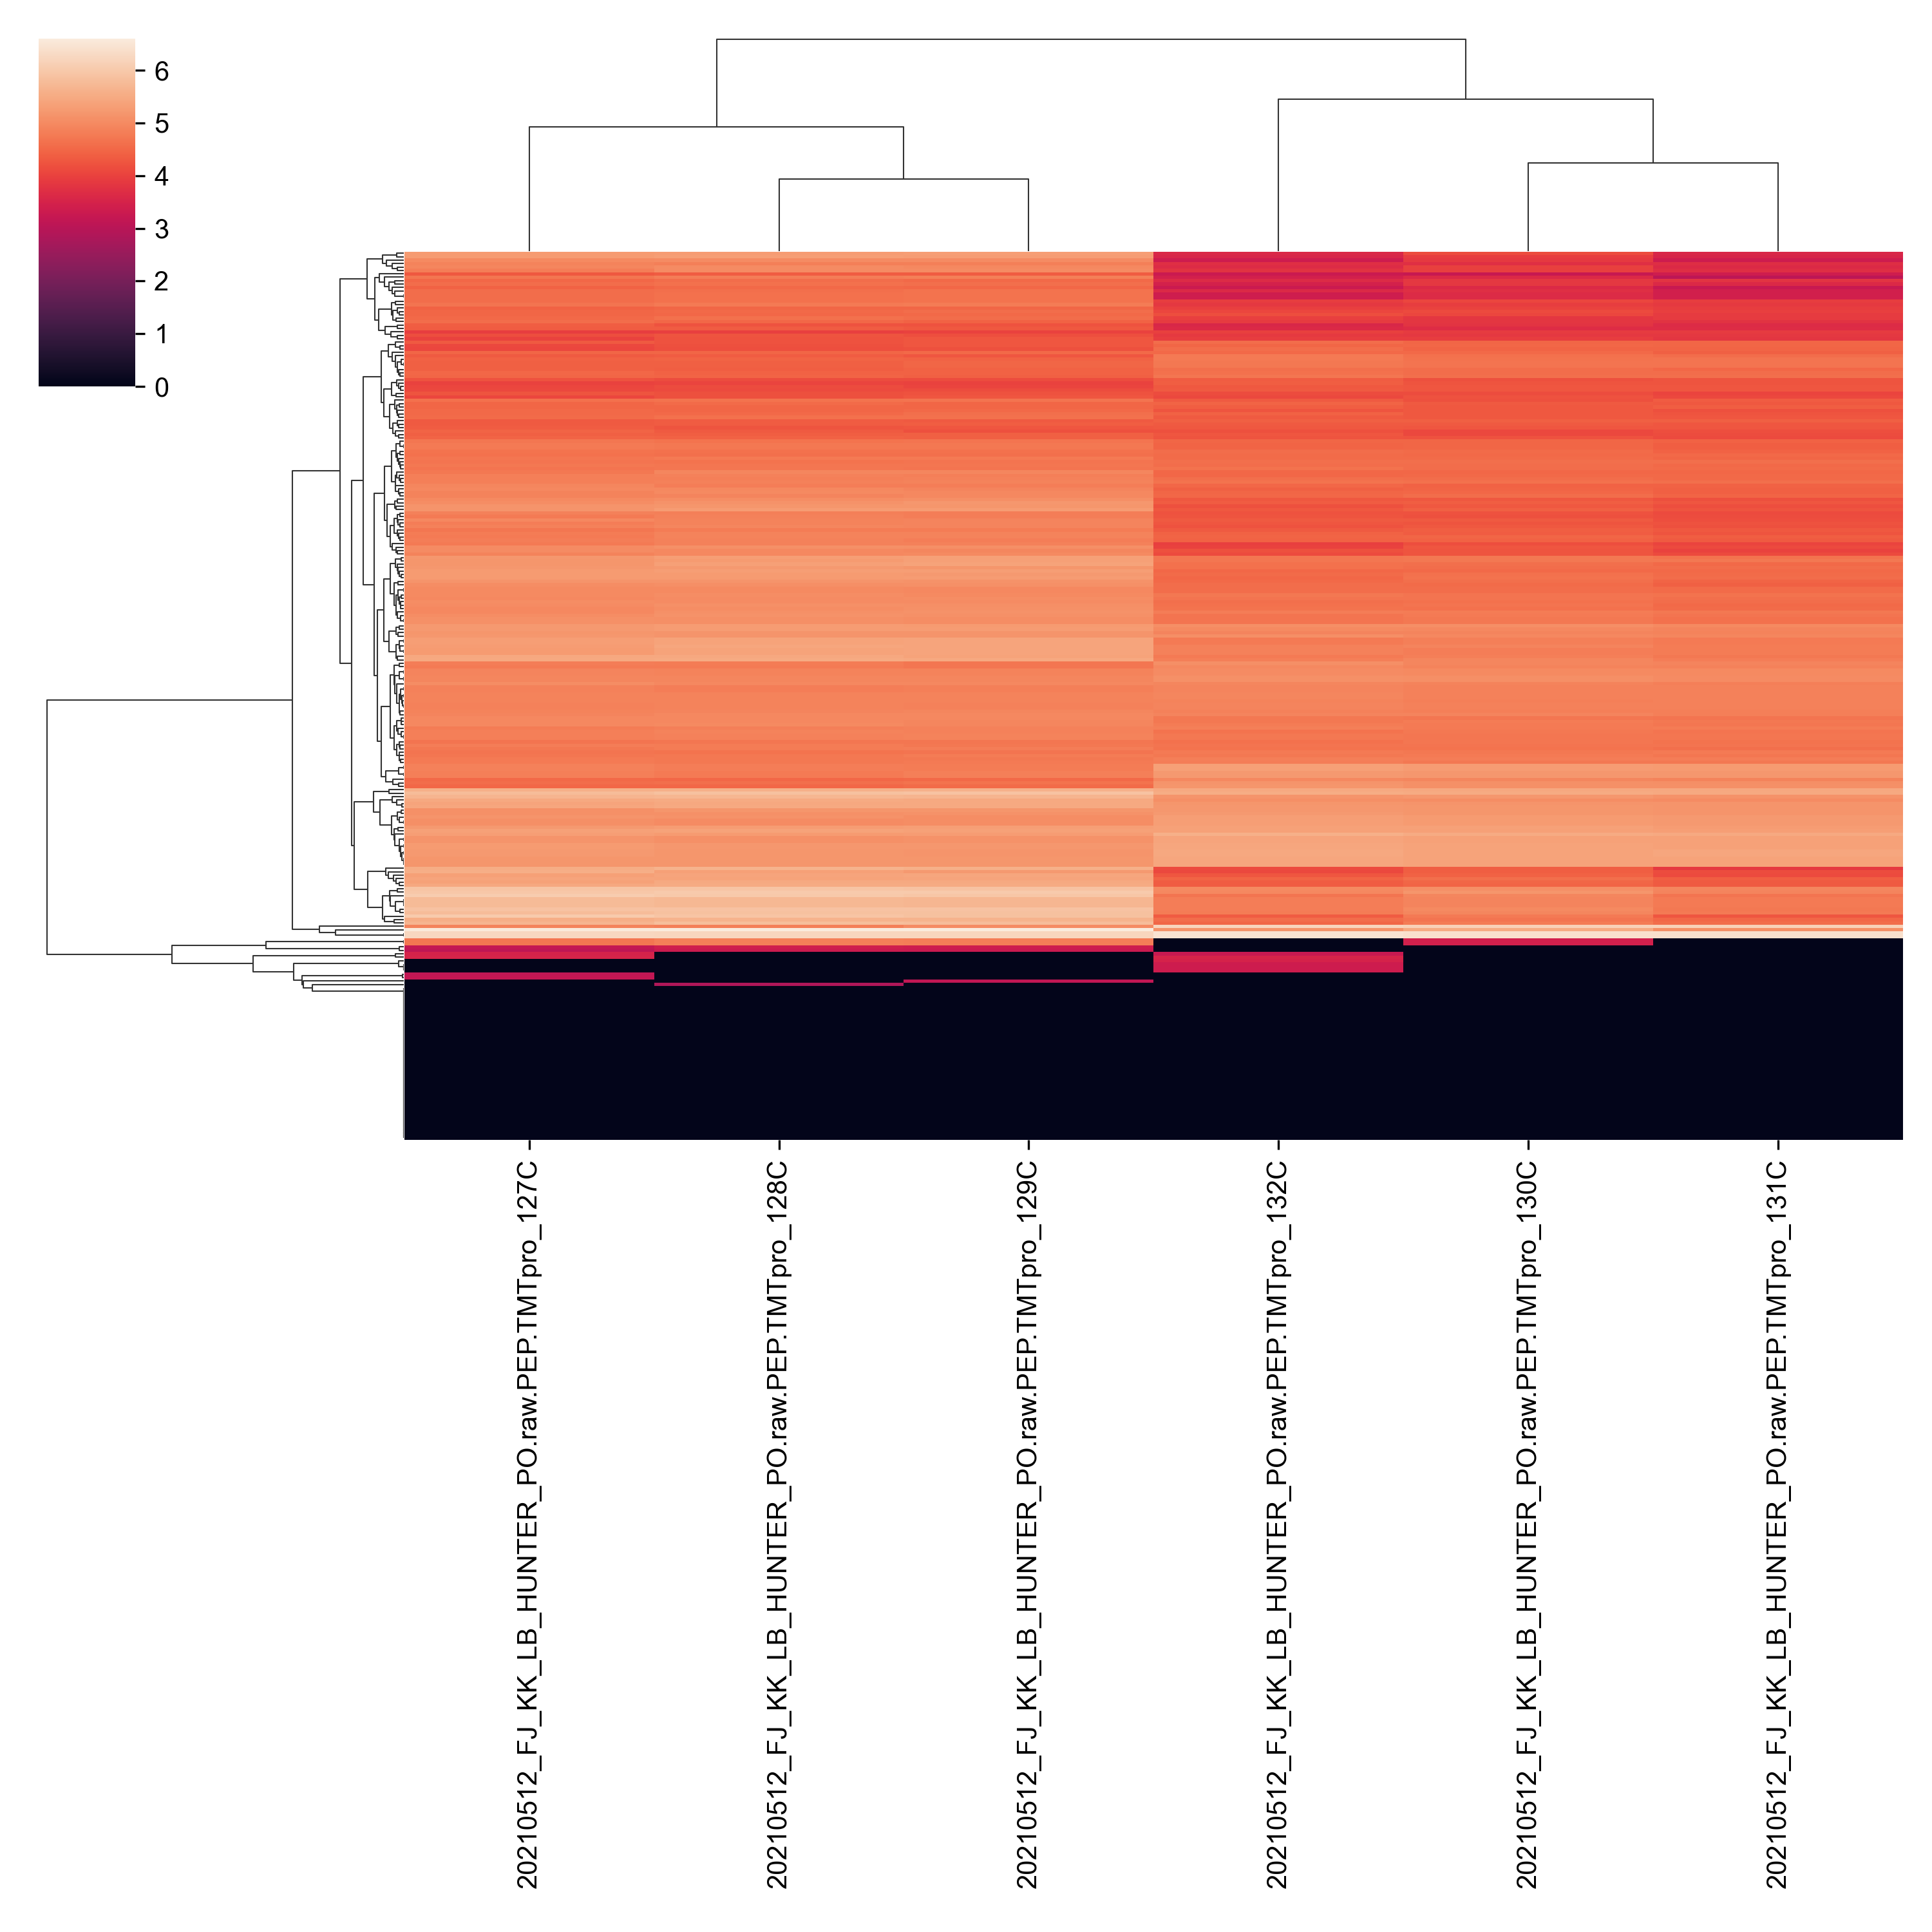 6
5
4
3
2
1
0
20210512_FJ_KK_LB_HUNTER_PO.raw.PEP.TMTpro_127C
20210512_FJ_KK_LB_HUNTER_PO.raw.PEP.TMTpro_128C
20210512_FJ_KK_LB_HUNTER_PO.raw.PEP.TMTpro_129C
20210512_FJ_KK_LB_HUNTER_PO.raw.PEP.TMTpro_132C
20210512_FJ_KK_LB_HUNTER_PO.raw.PEP.TMTpro_130C
20210512_FJ_KK_LB_HUNTER_PO.raw.PEP.TMTpro_131C